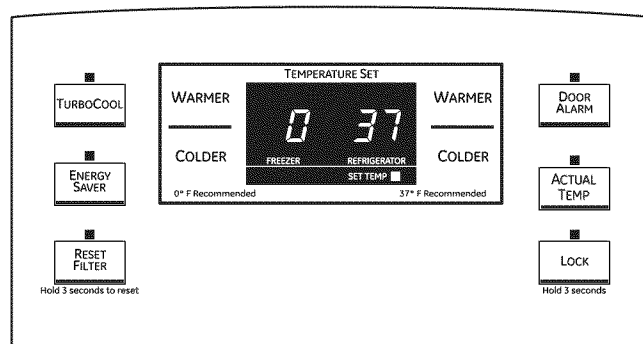 TEMPERATURE SET
TURBOCOOL
WARMER
WARMER
DOOR
ALARM
0 37
COLDER
FREEZER
REFRIGERATOR
COLDER
ENERGY
SAVER
SET TEMP
ACTUAL
TEMP
0° F Recommended
37° F Recommended
RESET
FILTER
Hold 3 seconds to reset
LOCK
Hold 3 seconds